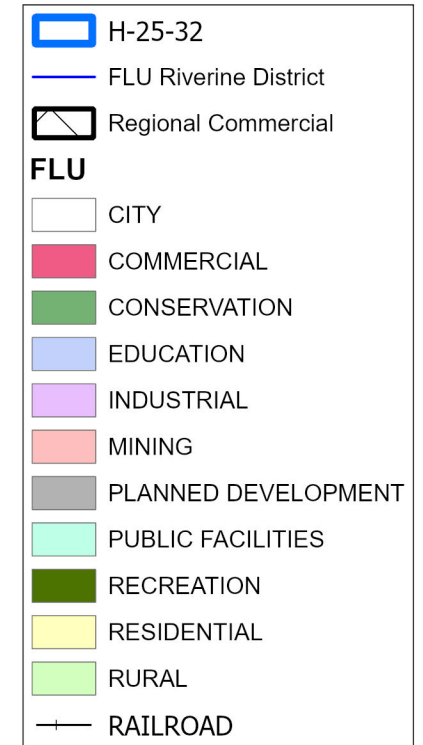 H-25-32
FLU Riverine District
Regional Commercial
FLU
CITY
COMMERCIAL
CONSERVATION
EDUCATION
INDUSTRIAL
MINING
PLANNED DEVELOPMENT
PUBLIC FACILITIES
RECREATION
RESIDENTIAL
RURAL
RAILROAD